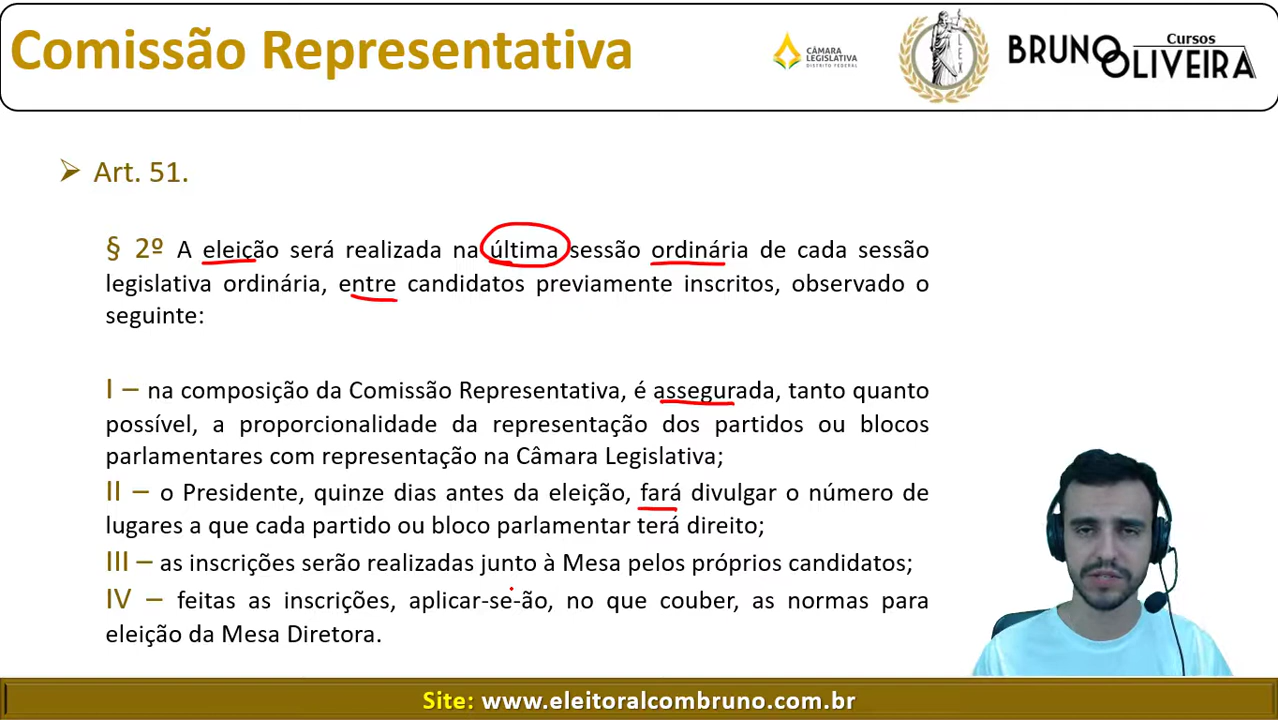 Comissão Representativa
CÂMARA
LEGISLATIVA
DISTRITO FEDERAL
LEX
Cursos
BRUNO
OLIVEIRA
Art. 51.
§ 2º A eleição será realizada na última sessão ordinária de cada sessão
legislativa ordinária, entre candidatos previamente inscritos, observado o
seguinte:
I – na composição da Comissão Representativa, é assegurada, tanto quanto
possível, a proporcionalidade da representação dos partidos ou blocos
parlamentares com representação na Câmara Legislativa;
II – o Presidente, quinze dias antes da eleição, fará divulgar o número de
lugares a que cada partido ou bloco parlamentar terá direito;
III – as inscrições serão realizadas junto à Mesa pelos próprios candidatos;
IV – feitas as inscrições, aplicar-se-ão, no que couber, as normas para
eleição da Mesa Diretora.
Site: www.eleitoralcombruno.com.br